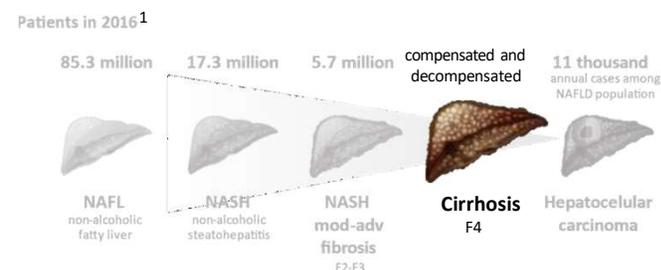 Patients in 2016¹
85.3 million
17.3 million
5.7 million
compensated and
decompensated
11 thousand
annual cases among
NAFLD population
NAFL
non-alcoholic
fatty liver
NASH
non-alcoholic
steatohepatitis
NASH
mod-adv
fibrosis
F2-F3
Cirrhosis
F4
Hepatocelular
carcinoma